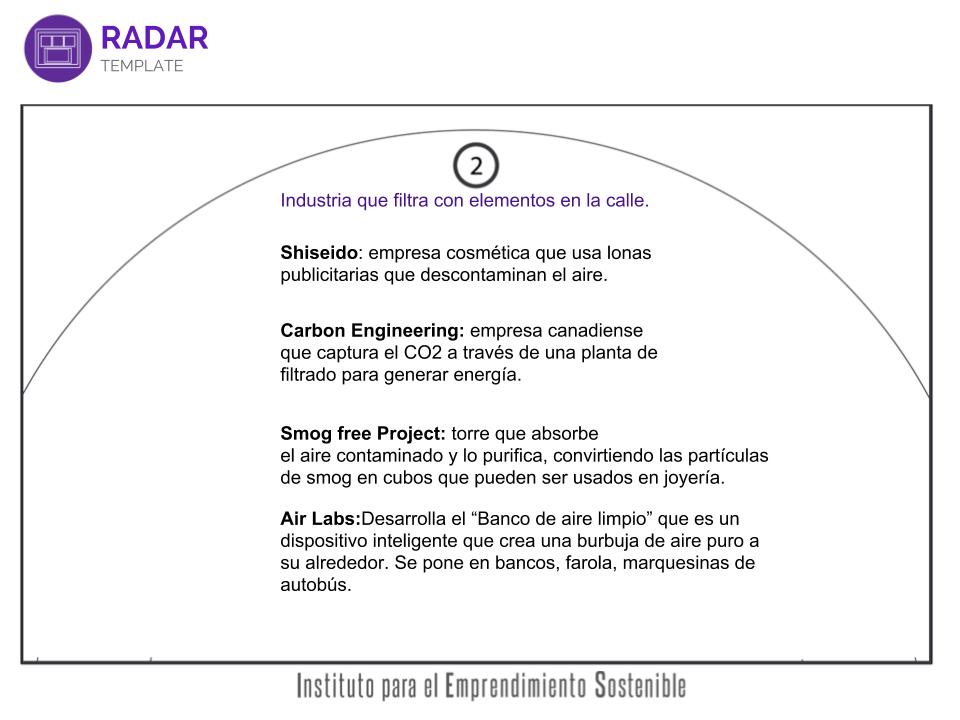 RADAR
TEMPLATE
2
Industria que filtra con elementos en la calle.
Shiseido: empresa cosmética que usa lonas
publicitarias que descontaminan el aire.
Carbon Engineering: empresa canadiense
que captura el CO2 a través de una planta de
filtrado para generar energía.
Smog free Project: torre que absorbe
el aire contaminado y lo purifica, convirtiendo las partículas
de smog en cubos que pueden ser usados en joyería.
Air Labs:Desarrolla el “Banco de aire limpio” que es un
dispositivo inteligente que crea una burbuja de aire puro a
su alrededor. Se pone en bancos, farola, marquesinas de
autobús.
Instituto para el Emprendimiento Sostenible